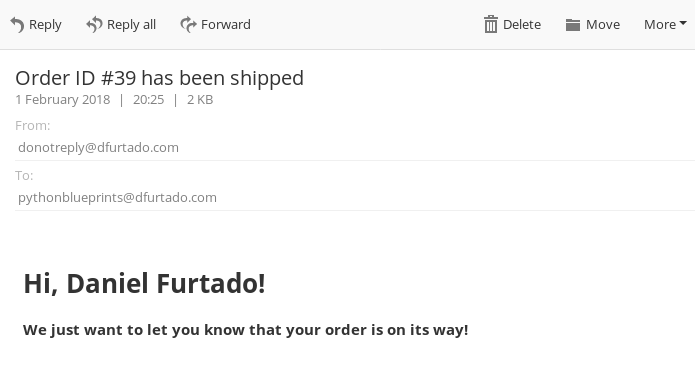 Reply Reply all Forward Delete Move More
Order ID #39 has been shipped
1 February 2018 | 20:25 | 2 KB
From:
donotreply@dfurtado.com
To:
pythonblueprints@dfurtado.com
Hi, Daniel Furtado!
We just want to let you know that your order is on its way!